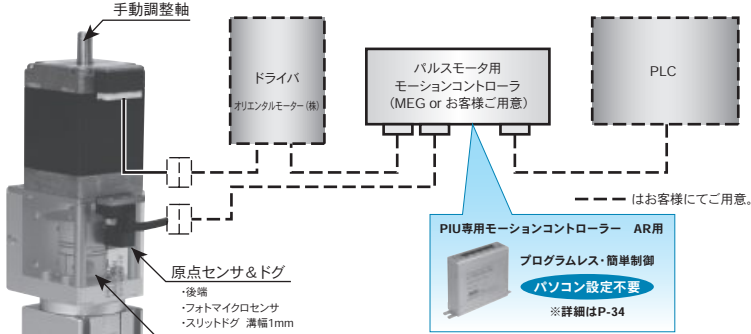 手動調整軸
ドライバ
オリエンタルモーター(株)
パルスモータ用
モーションコントローラ
(MEG or お客様ご用意)
PLC
はお客様にてご用意。
PIU専用モーションコントローラー AR用
プログラムレス・簡単制御
パソコン設定不要
※詳細はP-34
原点センサ&ドグ
・後端
・フォトマイクロセンサ
・スリットドグ 溝幅1mm